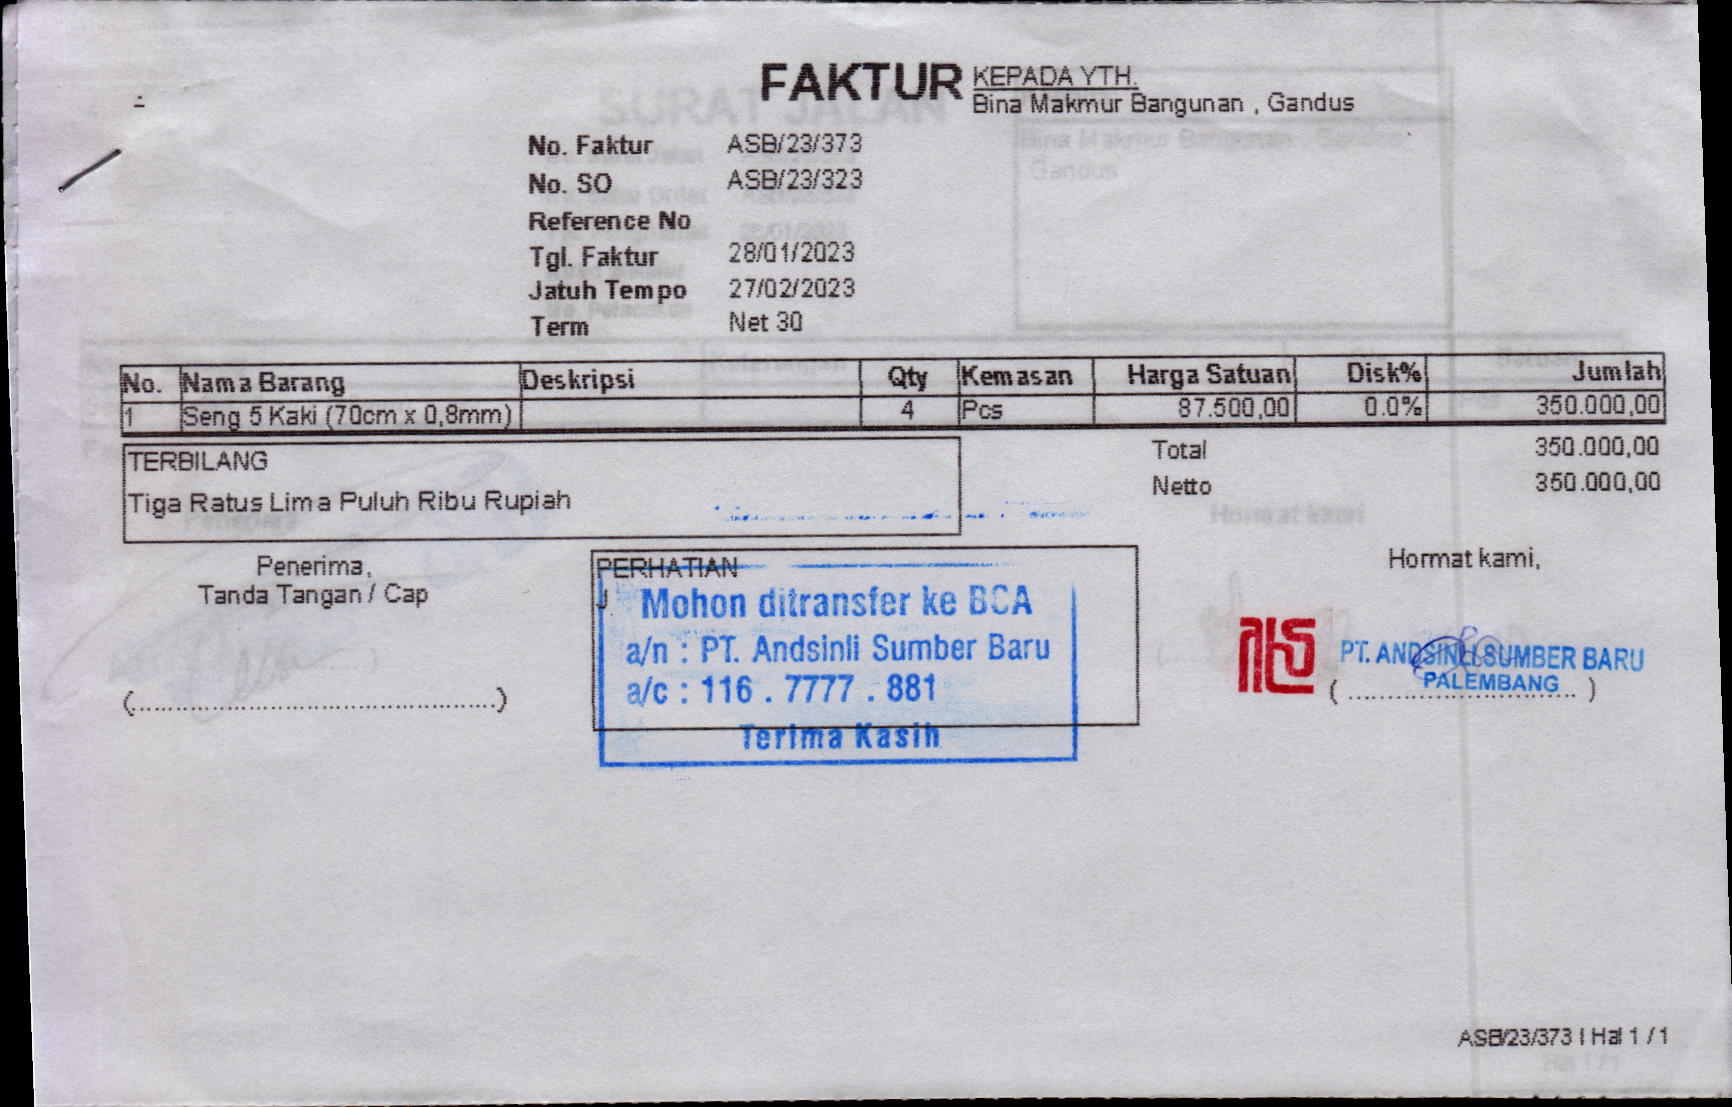 FAKTUR
KEPADA YTH.
Bina Makmur Bangunan , Gandus
No. Faktur ASB/23/373
No. SO ASB/23/323
Reference No
Tgl. Faktur 28/01/2023
Jatuh Tempo 27/02/2023
Term Net 30
No. Nama Barang Deskripsi Qty Kemasan Harga Satuan Disk% Jumlah
1 Seng 5 Kaki (70cm x 0,8mm) 4 Pcs 87.500,00 0.0% 350.000,00
Total 350.000,00
Netto 350.000,00
TERBILANG
Tiga Ratus Lima Puluh Ribu Rupiah
Penerima,
Tanda Tangan / Cap
(................................................)
PERHATIAN
Mohon ditransfer ke BCA
a/n : PT. Andsinli Sumber Baru
a/c : 116 . 7777 . 881
Terima Kasih
Hormat kami,
PT. ANDSINLI SUMBER BARU
PALEMBANG
(..............................)
ASB/23/373 | Hal 1 / 1